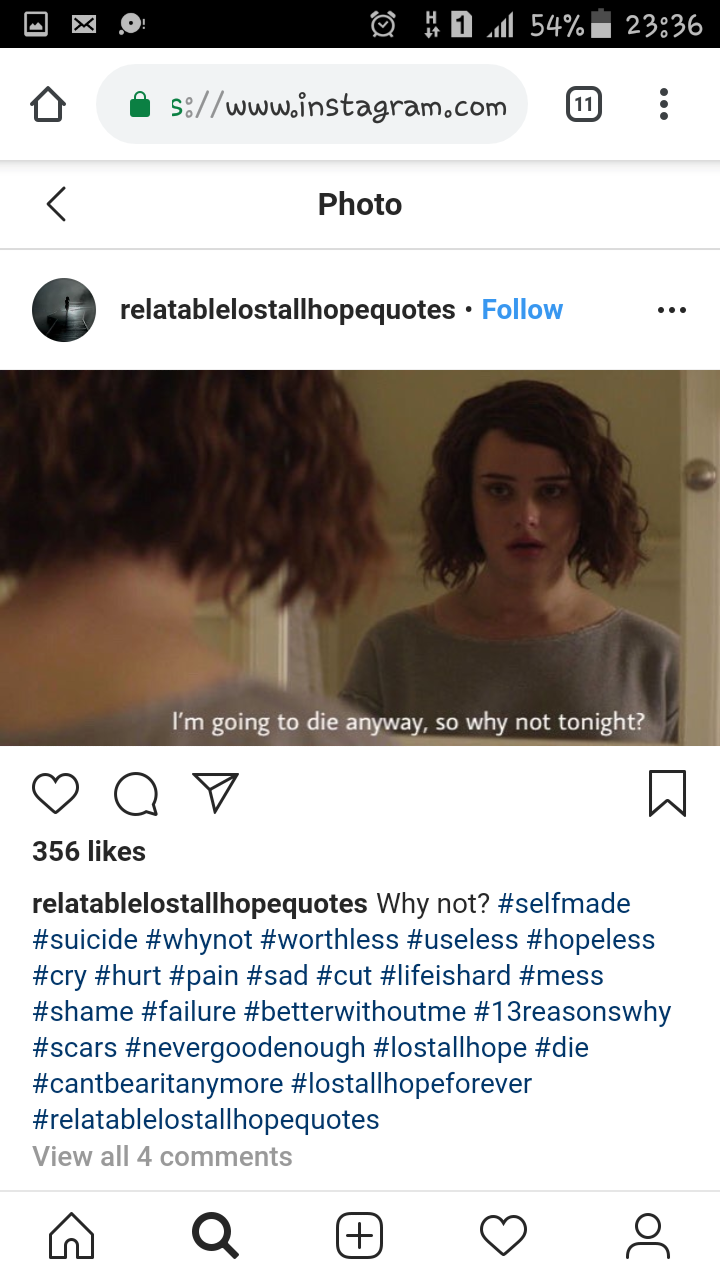 H 1 54% 23:36
s://www.instagram.com 11
Photo
relatablelostallhopequotes • Follow
I'm going to die anyway, so why not tonight?
356 likes
relatablelostallhopequotes Why not? #selfmade
#suicide #whynot #worthless #useless #hopeless
#cry #hurt #pain #sad #cut #lifeishard #mess
#shame #failure #betterwithoutme #13reasonswhy
#scars #nevergoodenough #lostallhope #die
#cantbearitanymore #lostallhopeforever
#relatablelostallhopequotes
View all 4 comments